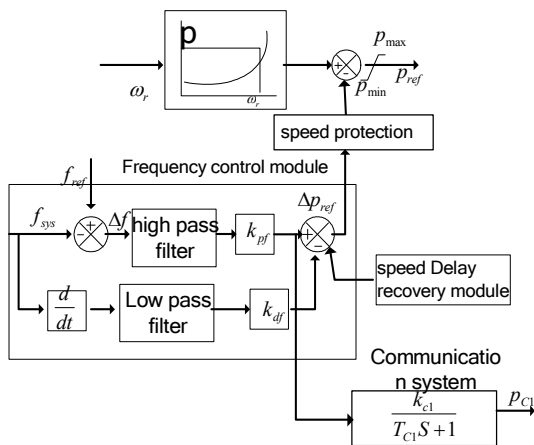 p
ω_r
ω_r
+
-
p_max
p_min
p_ref
speed protection
Frequency control module
f_ref
f_sys
-
+
Δf
high pass
filter
k_pf
Δp_ref
+
-
-
speed Delay
recovery module
d
dt
Low pass
filter
k_df
Communicatio
n system
k_c1
T_C1 S + 1
p_C1